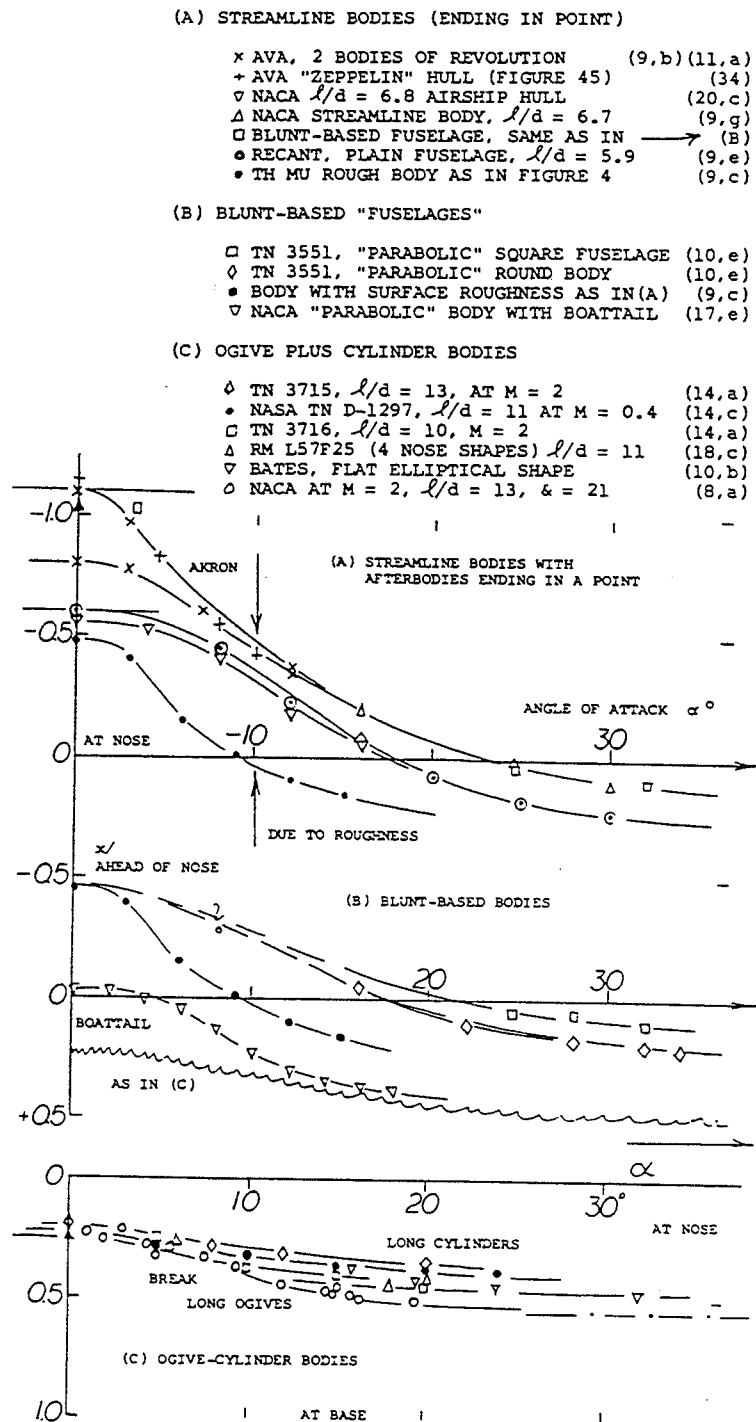 (A) STREAMLINE BODIES (ENDING IN POINT)
× AVA, 2 BODIES OF REVOLUTION (9,b)(11,a)
+ AVA "ZEPPELIN" HULL (FIGURE 45) (34)
▽ NACA l/d = 6.8 AIRSHIP HULL (20,c)
△ NACA STREAMLINE BODY, l/d = 6.7 (9,g)
□ BLUNT-BASED FUSELAGE, SAME AS IN → (B)
⊙ RECANT, PLAIN FUSELAGE, l/d = 5.9 (9,e)
• TH MU ROUGH BODY AS IN FIGURE 4 (9,c)
(B) BLUNT-BASED "FUSELAGES"
□ TN 3551, "PARABOLIC" SQUARE FUSELAGE (10,e)
◇ TN 3551, "PARABOLIC" ROUND BODY (10,e)
• BODY WITH SURFACE ROUGHNESS AS IN(A) (9,c)
▽ NACA "PARABOLIC" BODY WITH BOATTAIL (17,e)
(C) OGIVE PLUS CYLINDER BODIES
◇ TN 3715, l/d = 13, AT M = 2 (14,a)
• NASA TN D-1297, l/d = 11 AT M = 0.4 (14,c)
□ TN 3716, l/d = 10, M = 2 (14,a)
△ RM L57F25 (4 NOSE SHAPES) l/d = 11 (18,c)
▽ BATES, FLAT ELLIPTICAL SHAPE (10,b)
○ NACA AT M = 2, l/d = 13, & = 21 (8,a)
-1.0
AKRON
(A) STREAMLINE BODIES WITH
AFTERBODIES ENDING IN A POINT
-0.5
ANGLE OF ATTACK α°
AT NOSE
-10
30
0
20
DUE TO ROUGHNESS
x/
AHEAD OF NOSE
-0.5
(B) BLUNT-BASED BODIES
?
10
20
30
0
BOATTAIL
AS IN (C)
+0.5
0
α
10
20
30°
AT NOSE
LONG CYLINDERS
BREAK
LONG OGIVES
0.5
(C) OGIVE-CYLINDER BODIES
1.0
AT BASE